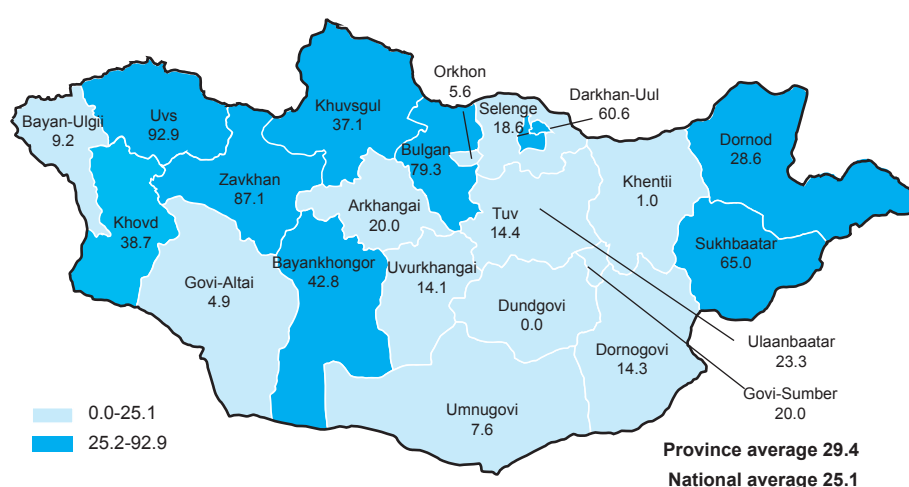 Orkhon
5.6
Darkhan-Uul
60.6
Selenge
18.6
Uvs
92.9
Khuvsgul
37.1
Bayan-Ulgii
9.2
Dornod
28.6
Bulgan
79.3
Zavkhan
87.1
Khentii
1.0
Arkhangai
20.0
Tuv
14.4
Khovd
38.7
Sukhbaatar
65.0
Bayankhongor
42.8
Uvurkhangai
14.1
Govi-Altai
4.9
Dundgovi
0.0
Ulaanbaatar
23.3
Dornogovi
14.3
Govi-Sumber
20.0
Umnugovi
7.6
0.0-25.1
25.2-92.9
Province average 29.4
National average 25.1